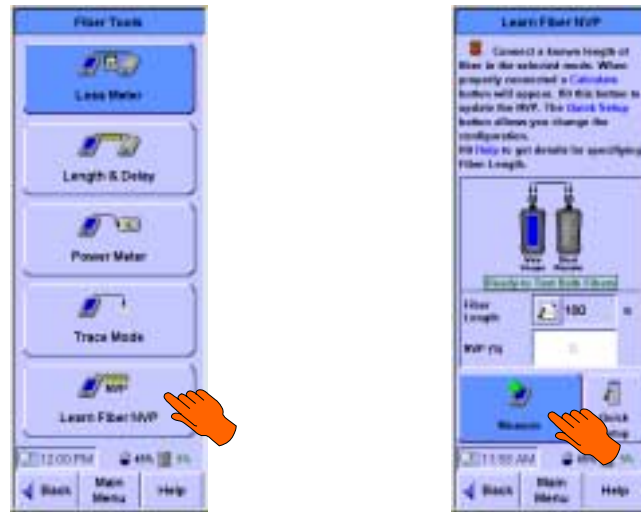 Fiber Tools
Loss Meter
Length & Delay
Power Meter
Trace Mode
NVP
Learn Fiber NVP
12:00 PM
Back
Main
Menu
Help
Learn Fiber NVP
Connect a known length of
fiber in the selected mode. When
properly connected a Calculate
button will appear. Hit this button to
update the NVP. The Quick Setup
button allows you change the
configuration.
Hit Help to get details for specifying
Fiber Length.
Ready to Test Both Fibers
Fiber
Length
100
m
NVP (%)
Measure
Quick
11:55 AM
Back
Main
Menu
Help